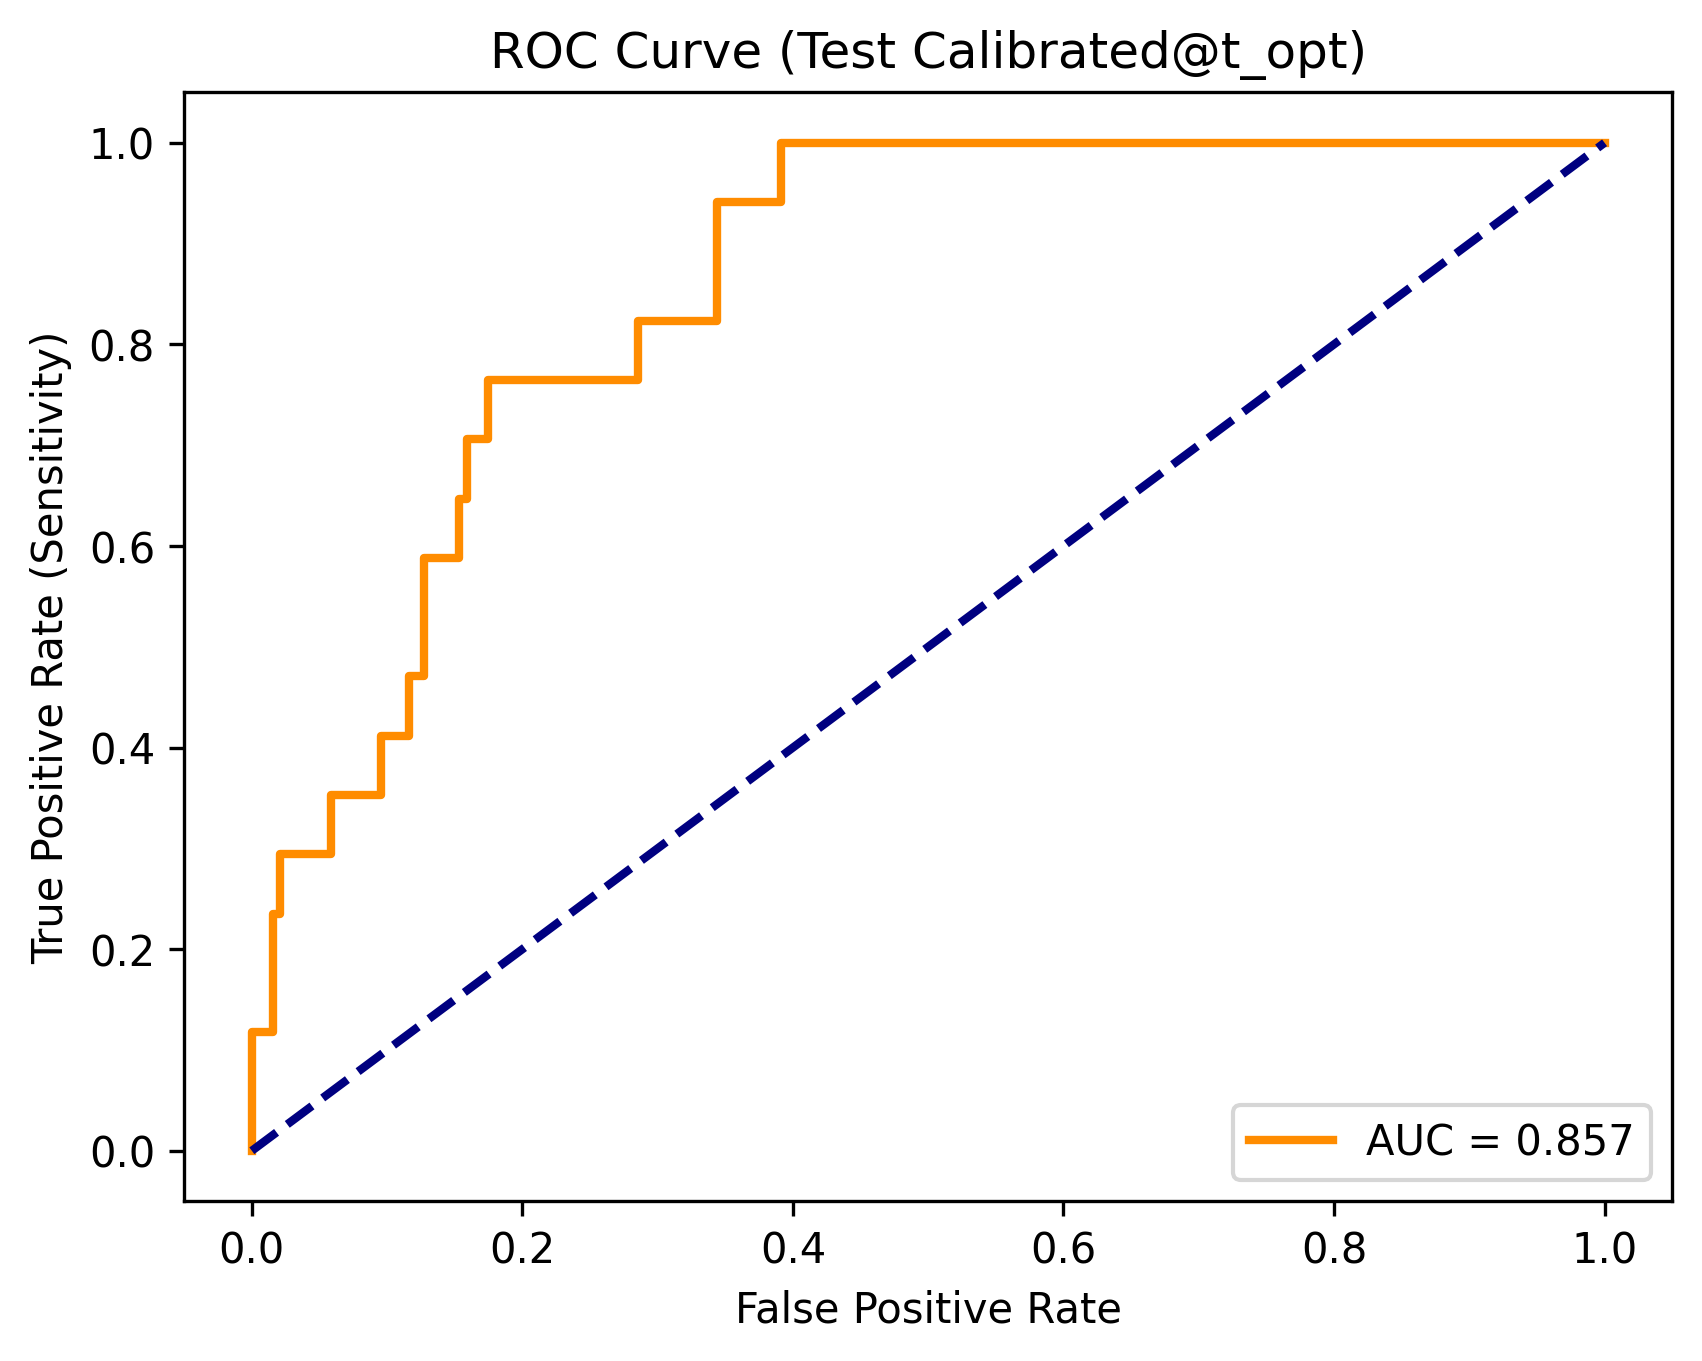 ROC Curve (Test Calibrated@t_opt)
True Positive Rate (Sensitivity)
1.0
0.8
0.6
0.4
0.2
0.0
AUC = 0.857
0.0 0.2 0.4 0.6 0.8 1.0
False Positive Rate